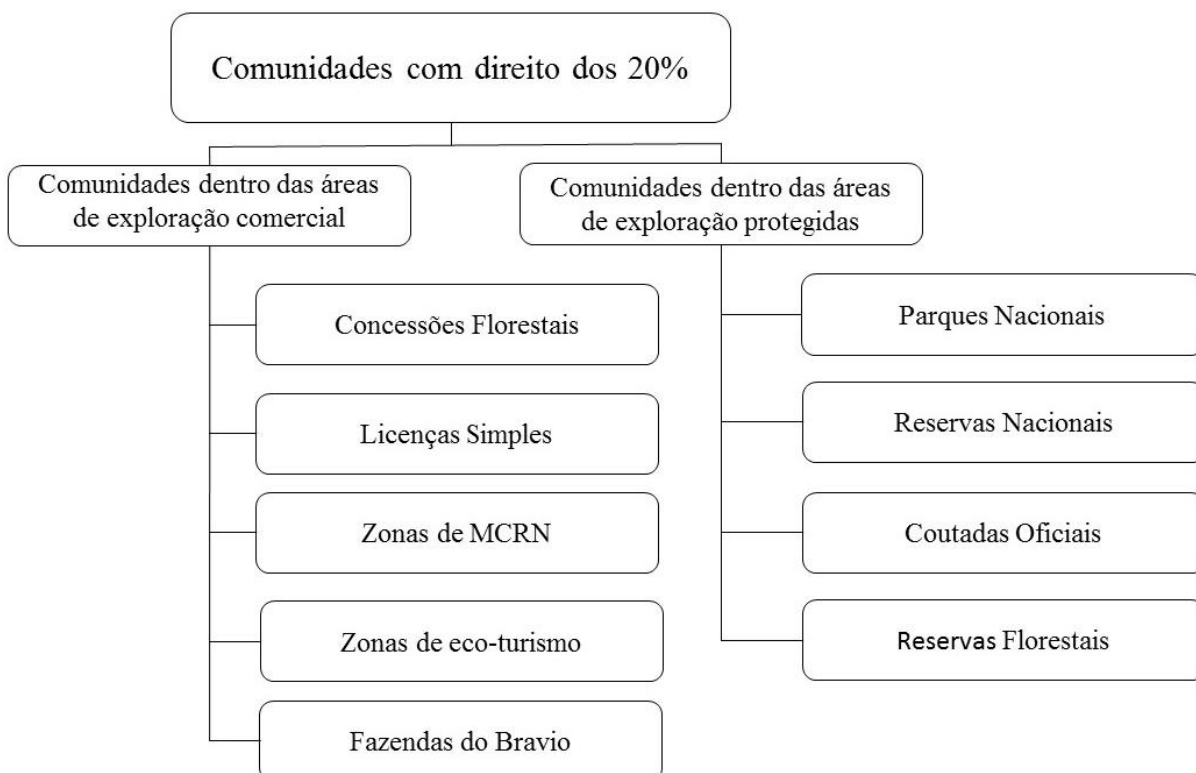 Comunidades com direito dos 20%
Comunidades dentro das áreas
de exploração comercial
Comunidades dentro das áreas
de exploração protegidas
Concessões Florestais
Licenças Simples
Zonas de MCRN
Zonas de eco-turismo
Fazendas do Bravio
Parques Nacionais
Reservas Nacionais
Coutadas Oficiais
Reservas Florestais